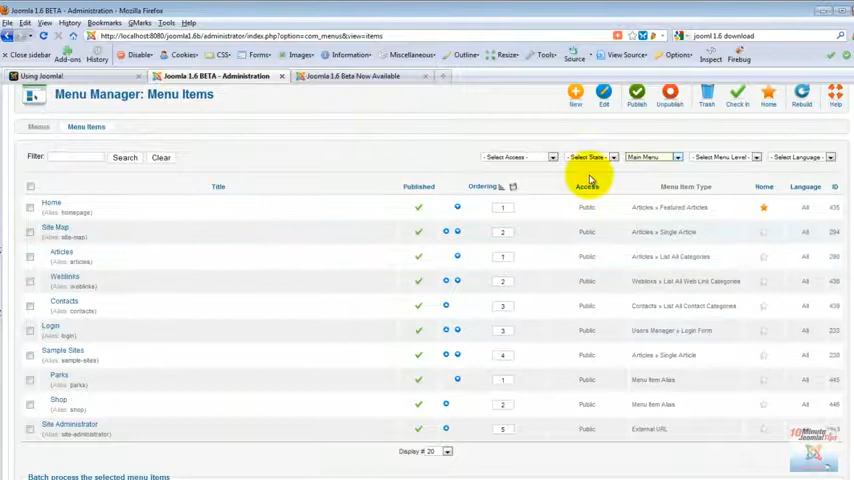 Joomla 1.6 BETA - Administration - Mozilla Firefox
File Edit View History Bookmarks GMarks Tools Help
http://localhost:8080/joomla1.6b/administrator/index.php?option=com_menus&view=items
jooml 1.6 download
Close sidebar Add-ons History Disable Cookies CSS Forms Images Information Miscellaneous Outline Resize Tools Source View Source Options Inspect Firebug
Using Joomla! Joomla 1.6 BETA - Administration Joomla 1.6 Beta Now Available
Menu Manager: Menu Items
New Edit Publish Unpublish Trash Check In Home Rebuild Help
Menus Menu Items
Filter: Search Clear - Select Access - - Select State - Main Menu - Select Menu Level - - Select Language -
Title Published Ordering Access Menu Item Type Home Language ID
Home
(Alias: homepage)
1 Public Articles » Featured Articles All 435
Site Map
(Alias: site-map)
2 Public Articles » Single Article All 294
Articles
(Alias: articles)
1 Public Articles » List All Categories All 290
Weblinks
(Alias: weblinks)
2 Public Weblinks » List All Web Link Categories All
Contacts
(Alias: contacts)
3 Public Contacts » List All Contact Categories All
Login
(Alias: login)
3 Public Users Manager » Login Form All 233
Sample Sites
(Alias: sample-sites)
4 Public Articles » Single Article All 238
Parks
(Alias: parks)
1 Public Menu Item Alias All 445
Shop
(Alias: shop)
2 Public Menu Item Alias All 446
Site Administrator
(Alias: site-administrator)
5 Public External URL
10 Minute
Joomla! Tips
Display # 20
Batch process the selected menu items